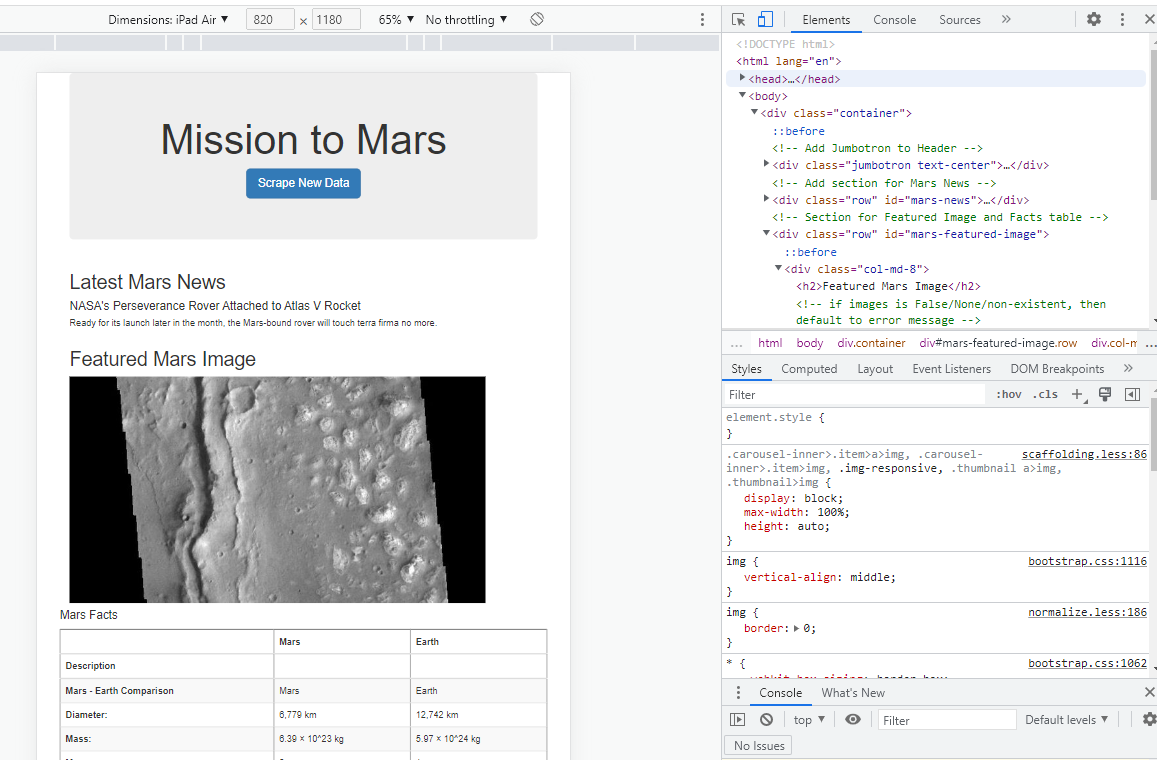 Dimensions: iPad Air ▼ 820 × 1180 65% ▼ No throttling ▼
Mission to Mars
Scrape New Data
Latest Mars News
NASA's Perseverance Rover Attached to Atlas V Rocket
Ready for its launch later in the month, the Mars-bound rover will touch terra firma no more.
Featured Mars Image
Mars Facts
Mars Earth
Description
Mars - Earth Comparison Mars Earth
Diameter: 6,779 km 12,742 km
Mass: 6.39 × 10^23 kg 5.97 × 10^24 kg
Elements Console Sources »
<!DOCTYPE html>
<html lang="en">
<head>…</head>
<body>
<div class="container">
::before
<!-- Add Jumbotron to Header -->
<div class="jumbotron text-center">…</div>
<!-- Add section for Mars News -->
<div class="row" id="mars-news">…</div>
<!-- Section for Featured Image and Facts table -->
<div class="row" id="mars-featured-image">
::before
<div class="col-md-8">
<h2>Featured Mars Image</h2>
<!-- if images is False/None/non-existent, then
default to error message -->
... html body div.container div#mars-featured-image.row div.col-m ...
Styles Computed Layout Event Listeners DOM Breakpoints »
Filter :hov .cls +
element.style {
}
.carousel-inner>.item>a>img, .carousel- scaffolding.less:86
inner>.item>img, .img-responsive, .thumbnail a>img,
.thumbnail>img {
display: block;
max-width: 100%;
height: auto;
}
img { bootstrap.css:1116
vertical-align: middle;
}
img { normalize.less:186
border: 0;
}
* { bootstrap.css:1062
Console What's New
top ▼ Filter Default levels ▼
No Issues